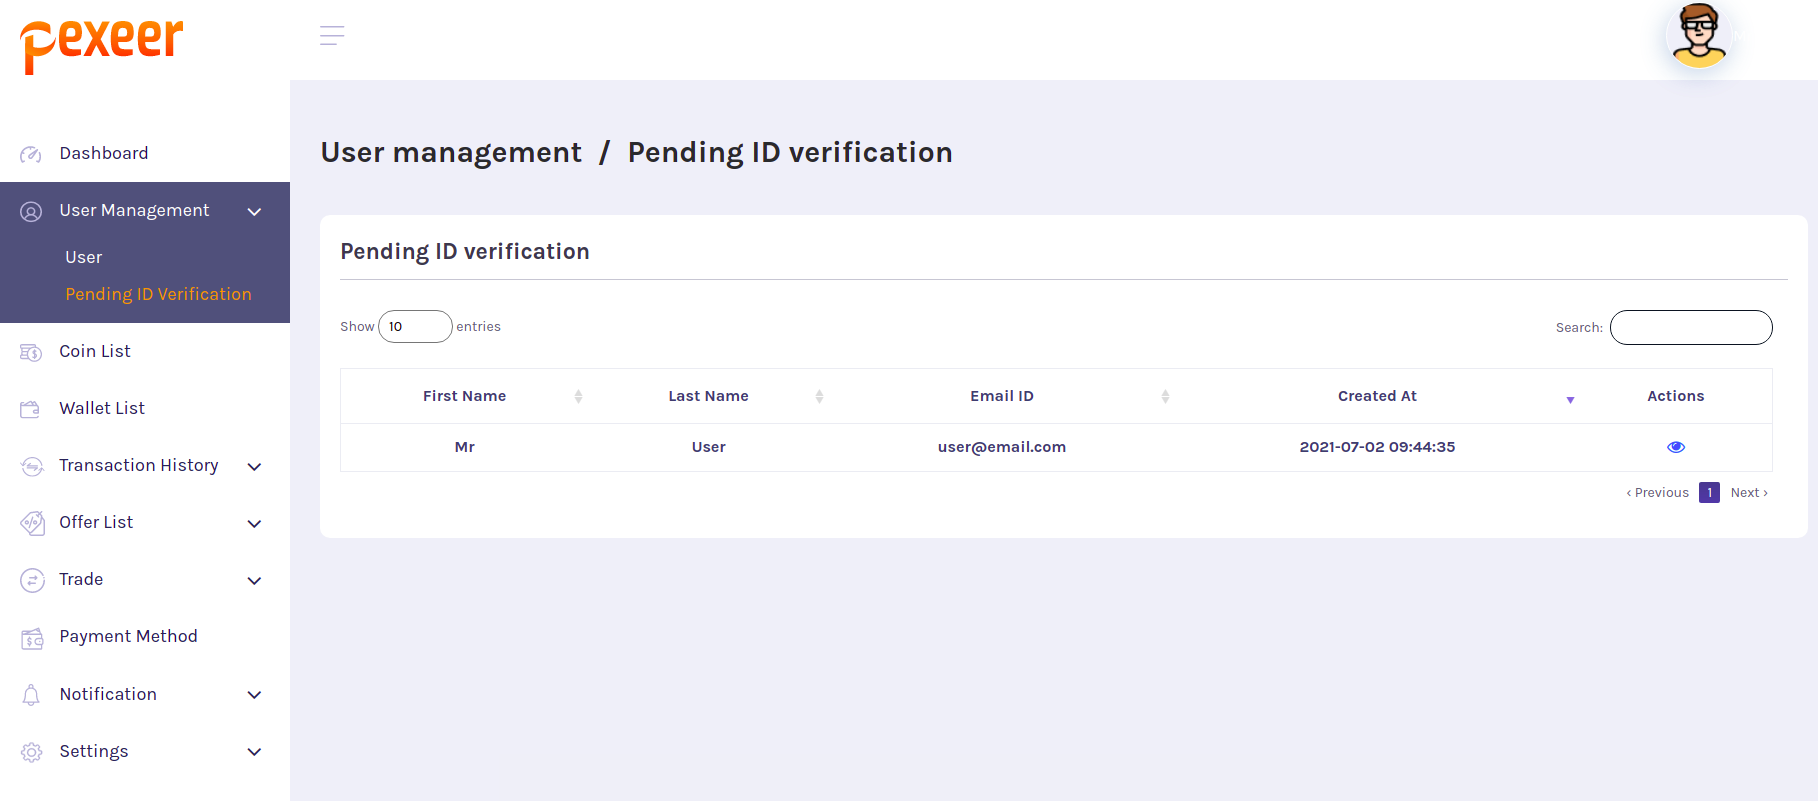 pexeer
Dashboard
User Management
User
Pending ID Verification
Coin List
Wallet List
Transaction History
Offer List
Trade
Payment Method
Notification
Settings
User management / Pending ID verification
Pending ID verification
Show 10 entries
Search:
First Name Last Name Email ID Created At Actions
Mr User user@email.com 2021-07-02 09:44:35
‹ Previous 1 Next ›